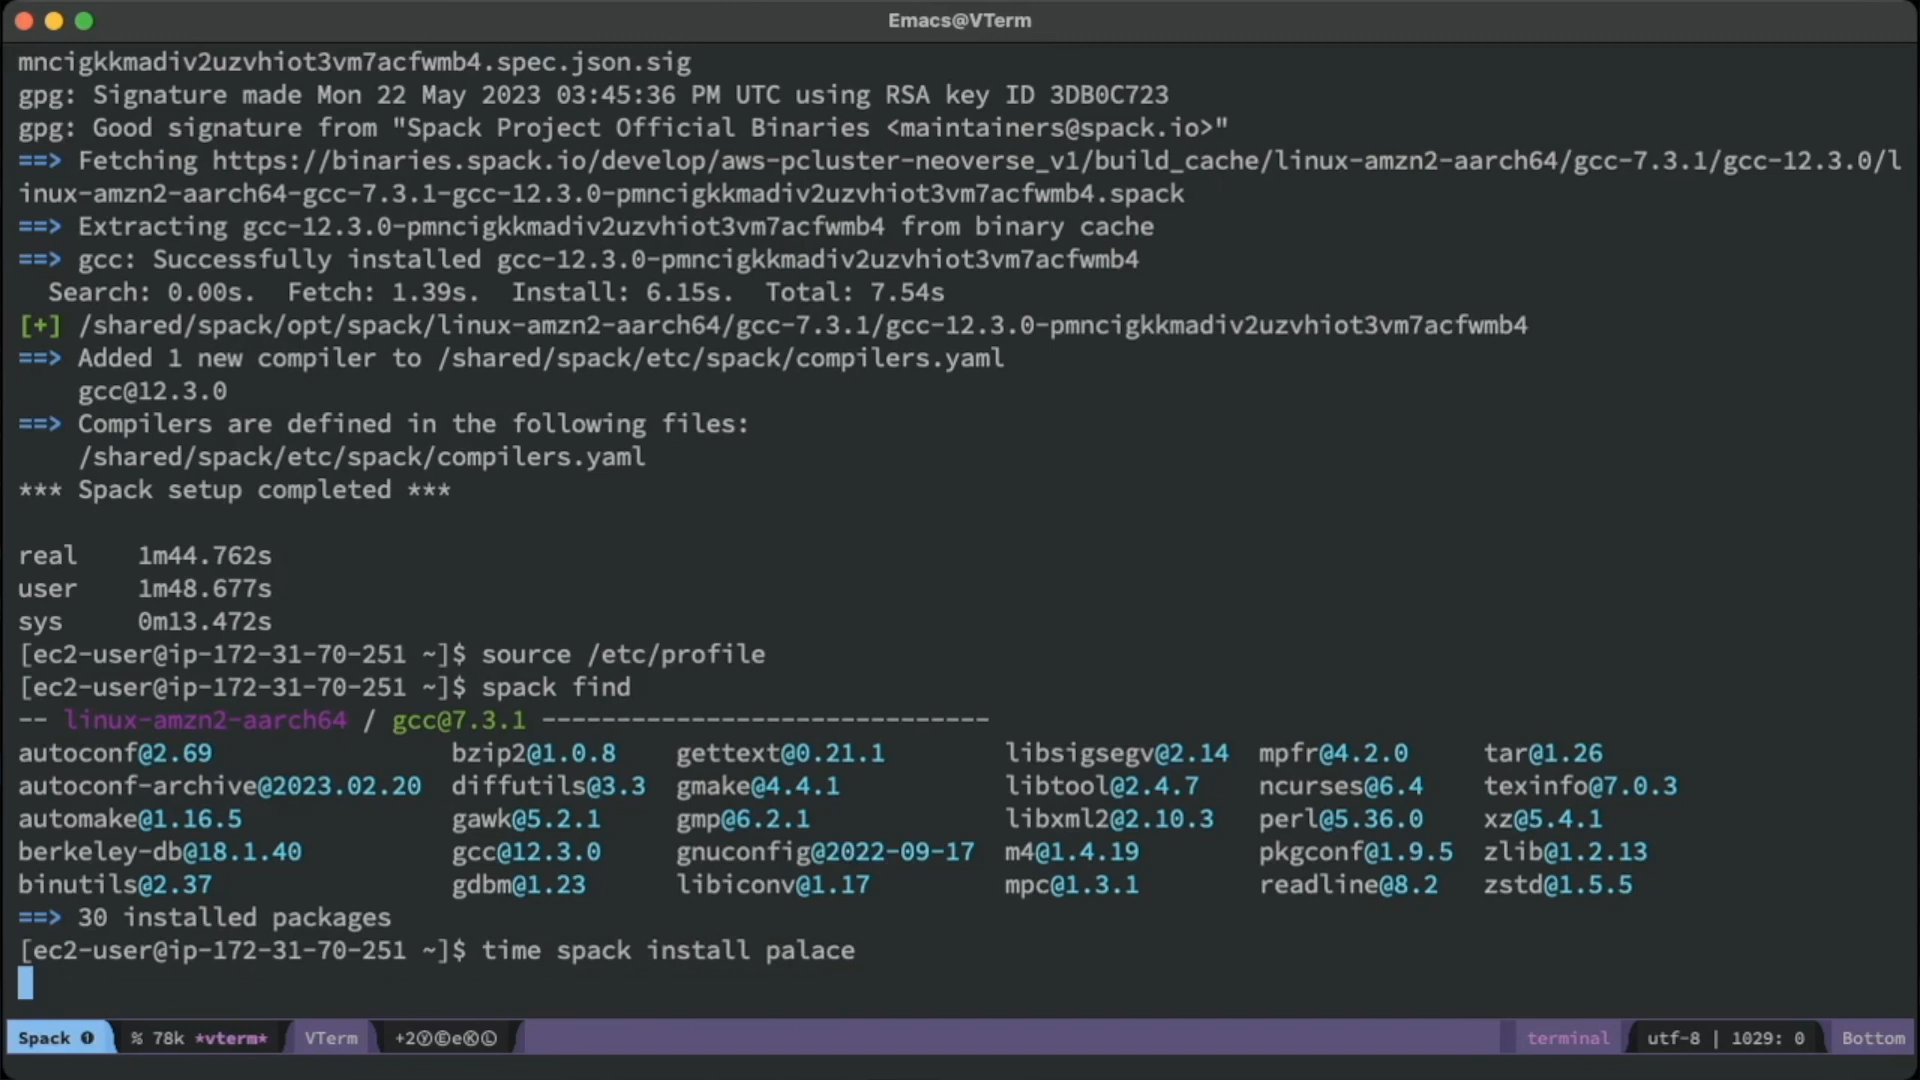 Emacs@VTerm
mncigkkmadiv2uzvhiot3vm7acfwmb4.spec.json.sig
gpg: Signature made Mon 22 May 2023 03:45:36 PM UTC using RSA key ID 3DB0C723
gpg: Good signature from "Spack Project Official Binaries <maintainers@spack.io>"
==> Fetching https://binaries.spack.io/develop/aws-pcluster-neoverse_v1/build_cache/linux-amzn2-aarch64/gcc-7.3.1/gcc-12.3.0/l
inux-amzn2-aarch64-gcc-7.3.1-gcc-12.3.0-pmncigkkmadiv2uzvhiot3vm7acfwmb4.spack
==> Extracting gcc-12.3.0-pmncigkkmadiv2uzvhiot3vm7acfwmb4 from binary cache
==> gcc: Successfully installed gcc-12.3.0-pmncigkkmadiv2uzvhiot3vm7acfwmb4
  Search: 0.00s.  Fetch: 1.39s.  Install: 6.15s.  Total: 7.54s
[+] /shared/spack/opt/spack/linux-amzn2-aarch64/gcc-7.3.1/gcc-12.3.0-pmncigkkmadiv2uzvhiot3vm7acfwmb4
==> Added 1 new compiler to /shared/spack/etc/spack/compilers.yaml
    gcc@12.3.0
==> Compilers are defined in the following files:
    /shared/spack/etc/spack/compilers.yaml
*** Spack setup completed ***
real    1m44.762s
user    1m48.677s
sys     0m13.472s
[ec2-user@ip-172-31-70-251 ~]$ source /etc/profile
[ec2-user@ip-172-31-70-251 ~]$ spack find
-- linux-amzn2-aarch64 / gcc@7.3.1 ------------------------------
autoconf@2.69                bzip2@1.0.8    gettext@0.21.1       libsigsegv@2.14  mpfr@4.2.0     tar@1.26
autoconf-archive@2023.02.20  diffutils@3.3  gmake@4.4.1          libtool@2.4.7    ncurses@6.4    texinfo@7.0.3
automake@1.16.5              gawk@5.2.1     gmp@6.2.1            libxml2@2.10.3   perl@5.36.0    xz@5.4.1
berkeley-db@18.1.40          gcc@12.3.0     gnuconfig@2022-09-17  m4@1.4.19        pkgconf@1.9.5  zlib@1.2.13
binutils@2.37                gdbm@1.23      libiconv@1.17        mpc@1.3.1        readline@8.2   zstd@1.5.5
==> 30 installed packages
[ec2-user@ip-172-31-70-251 ~]$ time spack install palace
Spack ❶ % 78k *vterm* VTerm +2ⓎⒺeⓀⓁ terminal utf-8 | 1029: 0 Bottom